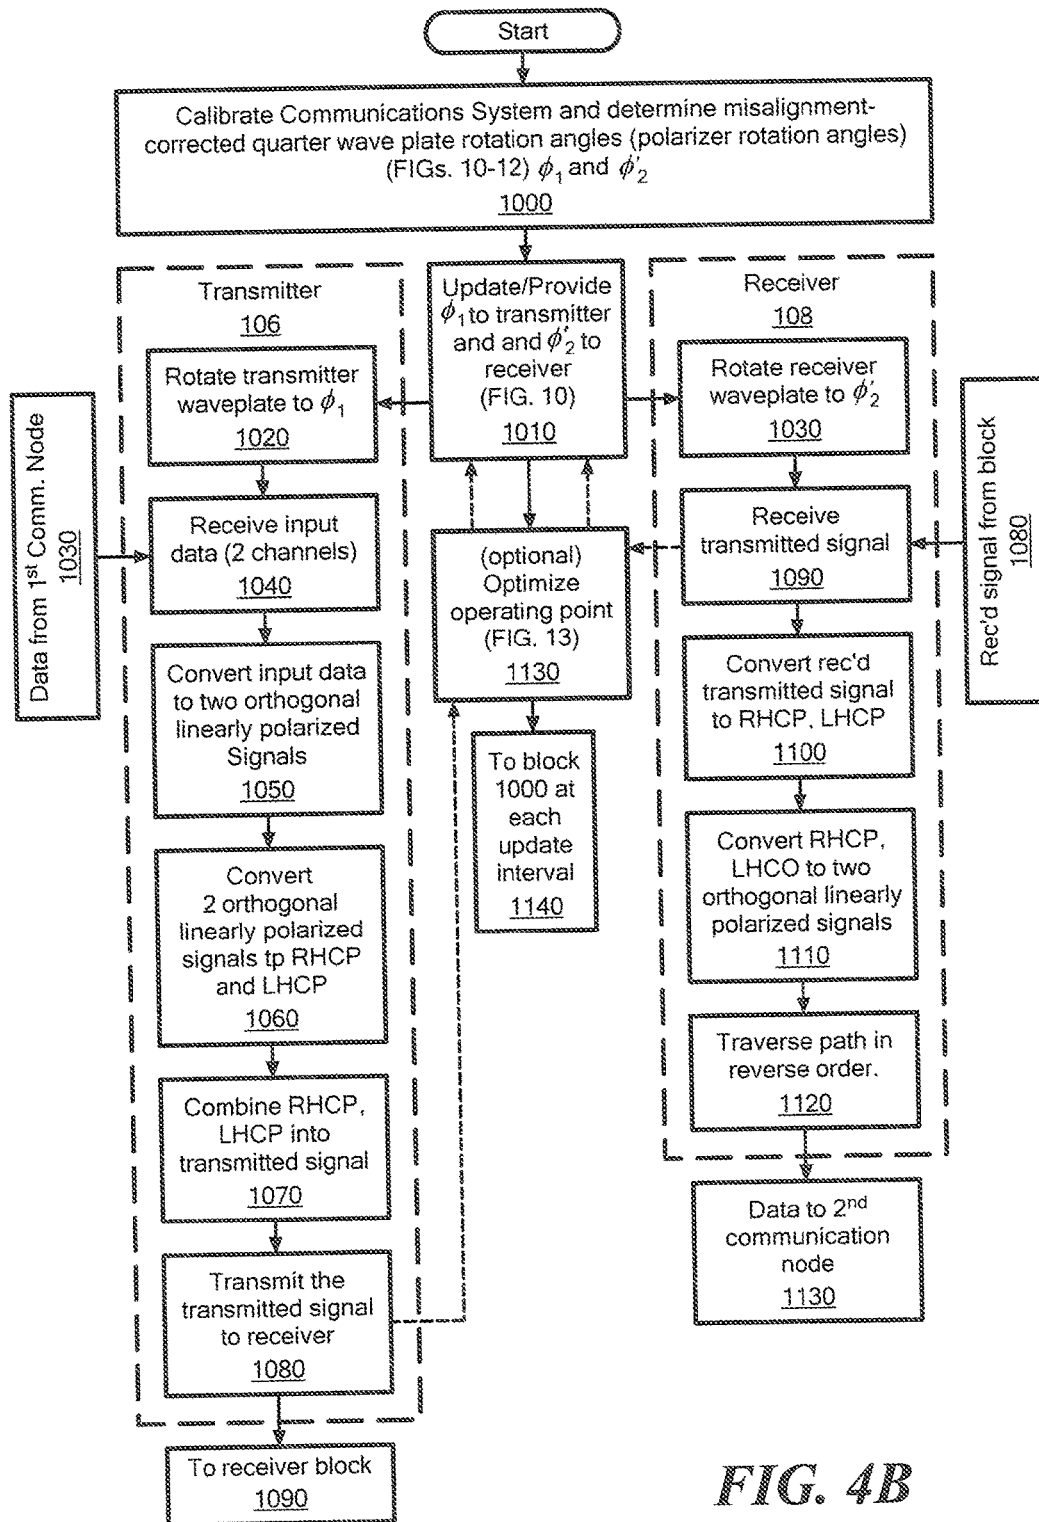 Start
Calibrate Communications System and determine misalignment-
corrected quarter wave plate rotation angles (polarizer rotation angles)
(FIGs. 10-12) ϕ₁ and ϕ'₂
1000
Transmitter
106
Rotate transmitter
waveplate to ϕ₁
1020
Data from 1st Comm. Node
1030
Receive input
data (2 channels)
1040
Convert input data
to two orthogonal
linearly polarized
Signals
1050
Convert
2 orthogonal
linearly polarized
signals tp RHCP
and LHCP
1060
Combine RHCP,
LHCP into
transmitted signal
1070
Transmit the
transmitted signal
to receiver
1080
To receiver block
1090
Update/Provide
ϕ₁ to transmitter
and and ϕ'₂ to
receiver
(FIG. 10)
1010
(optional)
Optimize
operating point
(FIG. 13)
1130
To block
1000 at
each
update
interval
1140
Receiver
108
Rotate receiver
waveplate to ϕ'₂
1030
Rec'd signal from block
1080
Receive
transmitted signal
1090
Convert rec'd
transmitted signal
to RHCP, LHCP
1100
Convert RHCP,
LHCO to two
orthogonal linearly
polarized signals
1110
Traverse path in
reverse order.
1120
Data to 2nd
communication
node
1130
FIG. 4B